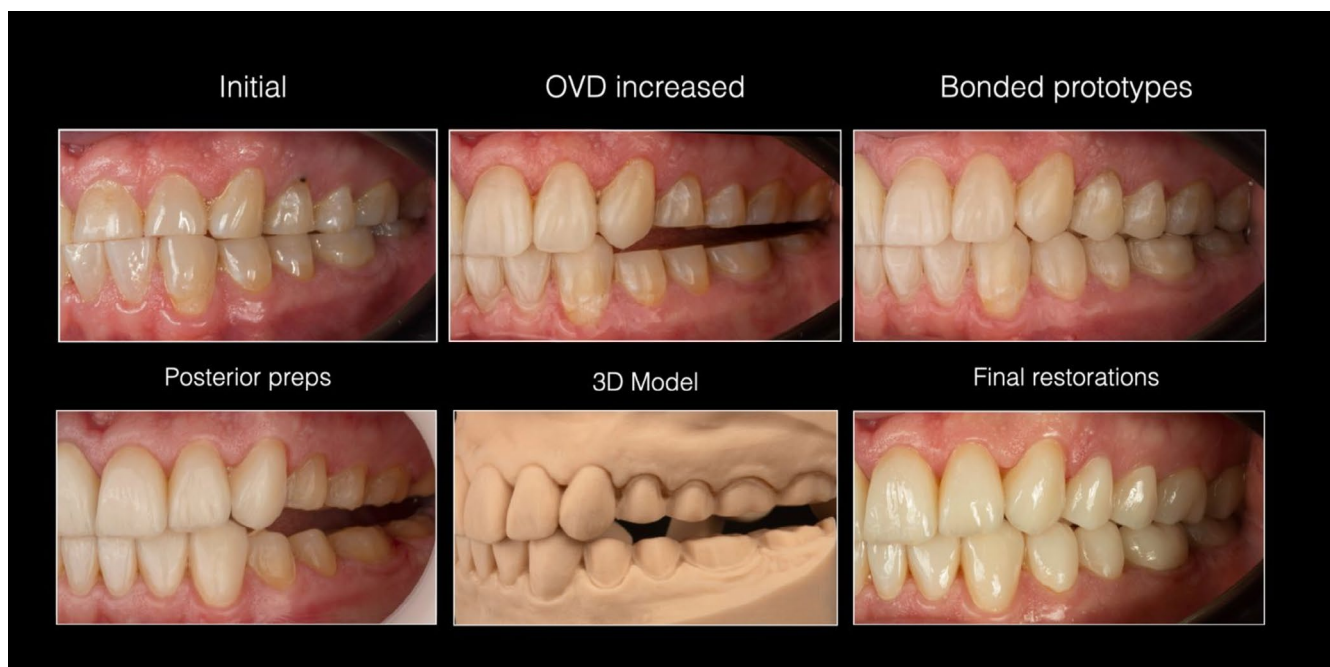 Initial
OVD increased
Bonded prototypes
Posterior preps
3D Model
Final restorations